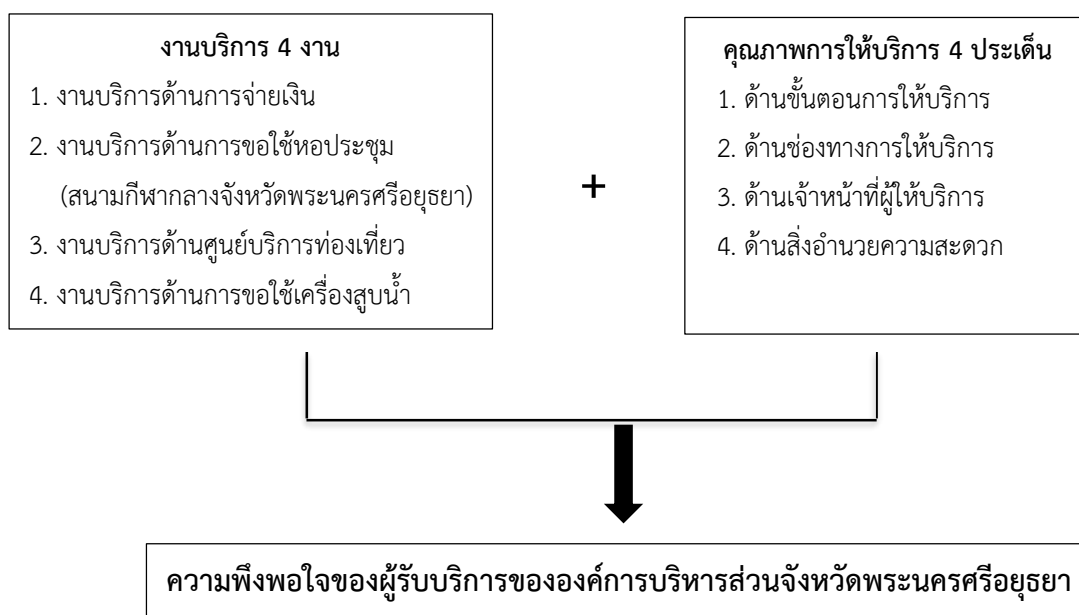 งานบริการ 4 งาน
1. งานบริการด้านการจ่ายเงิน
2. งานบริการด้านการขอใช้หอประชุม
(สนามกีฬากลางจังหวัดพระนครศรีอยุธยา)
3. งานบริการด้านศูนย์บริการท่องเที่ยว
4. งานบริการด้านการขอใช้เครื่องสูบน้ำ
+
คุณภาพการให้บริการ 4 ประเด็น
1. ด้านขั้นตอนการให้บริการ
2. ด้านช่องทางการให้บริการ
3. ด้านเจ้าหน้าที่ผู้ให้บริการ
4. ด้านสิ่งอำนวยความสะดวก
ความพึงพอใจของผู้รับบริการขององค์การบริหารส่วนจังหวัดพระนครศรีอยุธยา